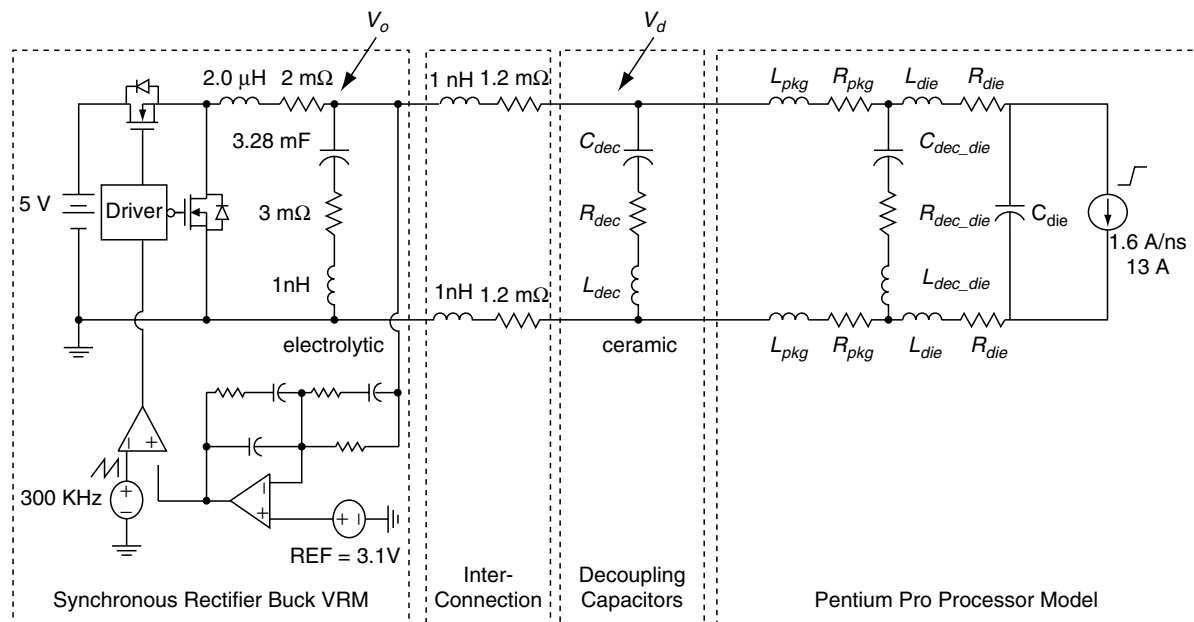 V_o
V_d
2.0 μH 2 mΩ
1 nH 1.2 mΩ
L_pkg R_pkg L_die R_die
3.28 mF
C_dec
C_dec_die
5 V
Driver
3 mΩ
R_dec
R_dec_die
C_die
1.6 A/ns
13 A
1nH
1nH 1.2 mΩ
L_dec
L_dec_die
electrolytic
ceramic
L_pkg R_pkg L_die R_die
300 KHz
REF = 3.1V
Synchronous Rectifier Buck VRM
Inter-
Connection
Decoupling
Capacitors
Pentium Pro Processor Model